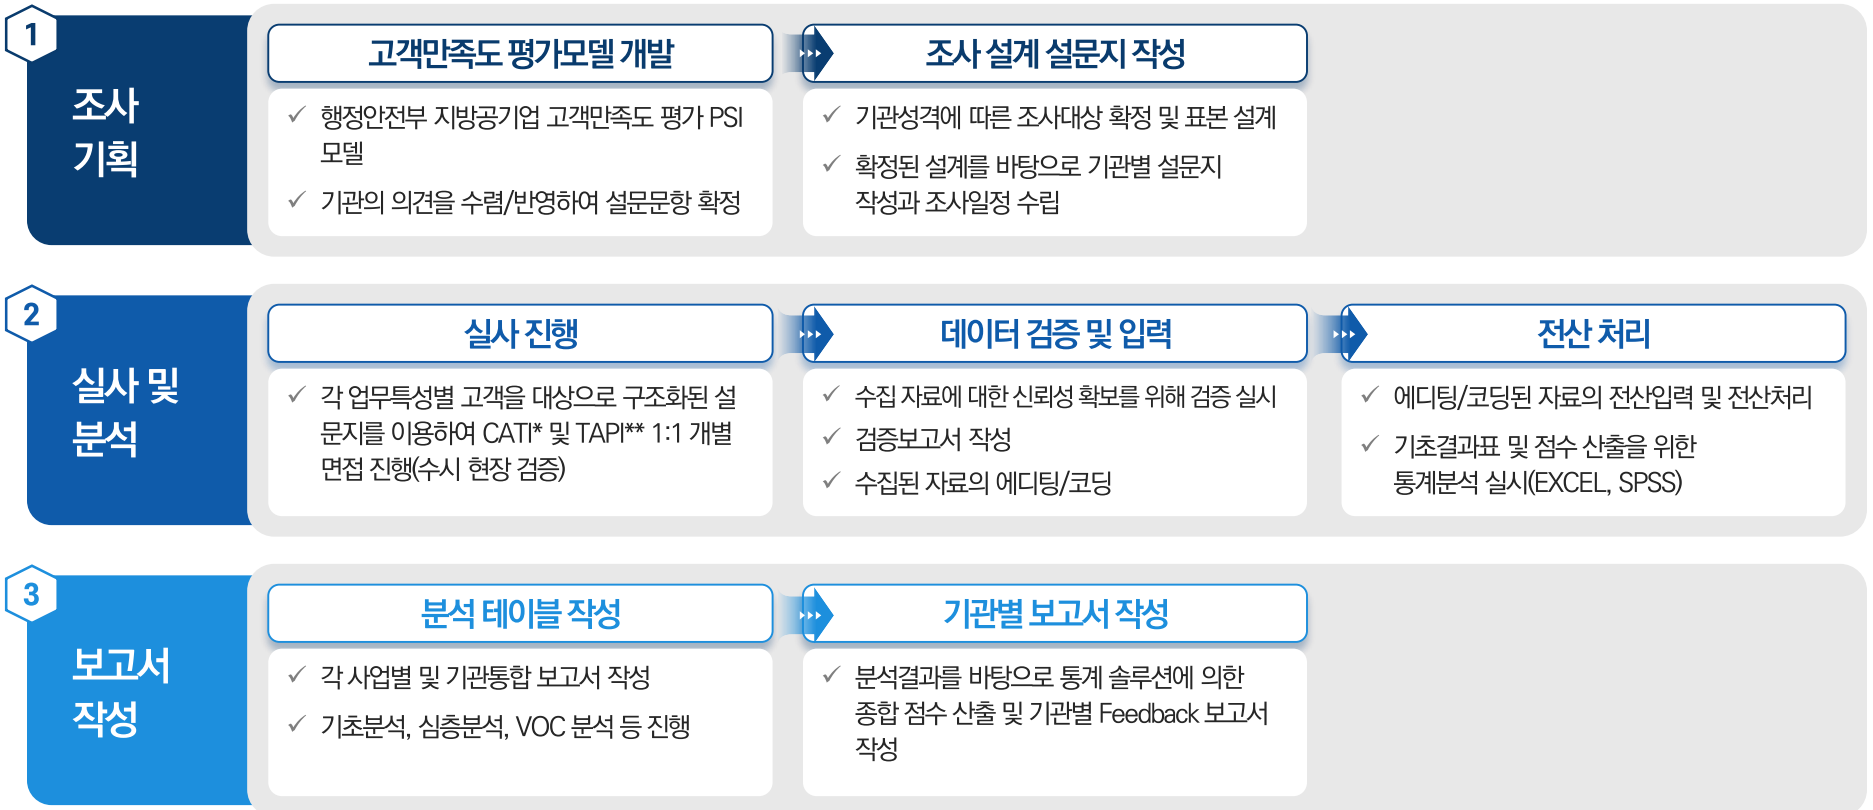 1
조사
기획
고객만족도 평가모델 개발
행정안전부 지방공기업 고객만족도 평가 PSI
모델
기관의 의견을 수렴/반영하여 설문문항 확정
조사 설계 설문지 작성
기관성격에 따른 조사대상 확정 및 표본 설계
확정된 설계를 바탕으로 기관별 설문지
작성과 조사일정 수립
2
실사 및
분석
실사 진행
각 업무특성별 고객을 대상으로 구조화된 설
문지를 이용하여 CATI* 및 TAPI** 1:1 개별
면접 진행(수시 현장 검증)
데이터 검증 및 입력
수집 자료에 대한 신뢰성 확보를 위해 검증 실시
검증보고서 작성
수집된 자료의 에디팅/코딩
전산 처리
에디팅/코딩된 자료의 전산입력 및 전산처리
기초결과표 및 점수 산출을 위한
통계분석 실시(EXCEL, SPSS)
3
보고서
작성
분석 테이블 작성
각 사업별 및 기관통합 보고서 작성
기초분석, 심층분석, VOC 분석 등 진행
기관별 보고서 작성
분석결과를 바탕으로 통계 솔루션에 의한
종합 점수 산출 및 기관별 Feedback 보고서
작성